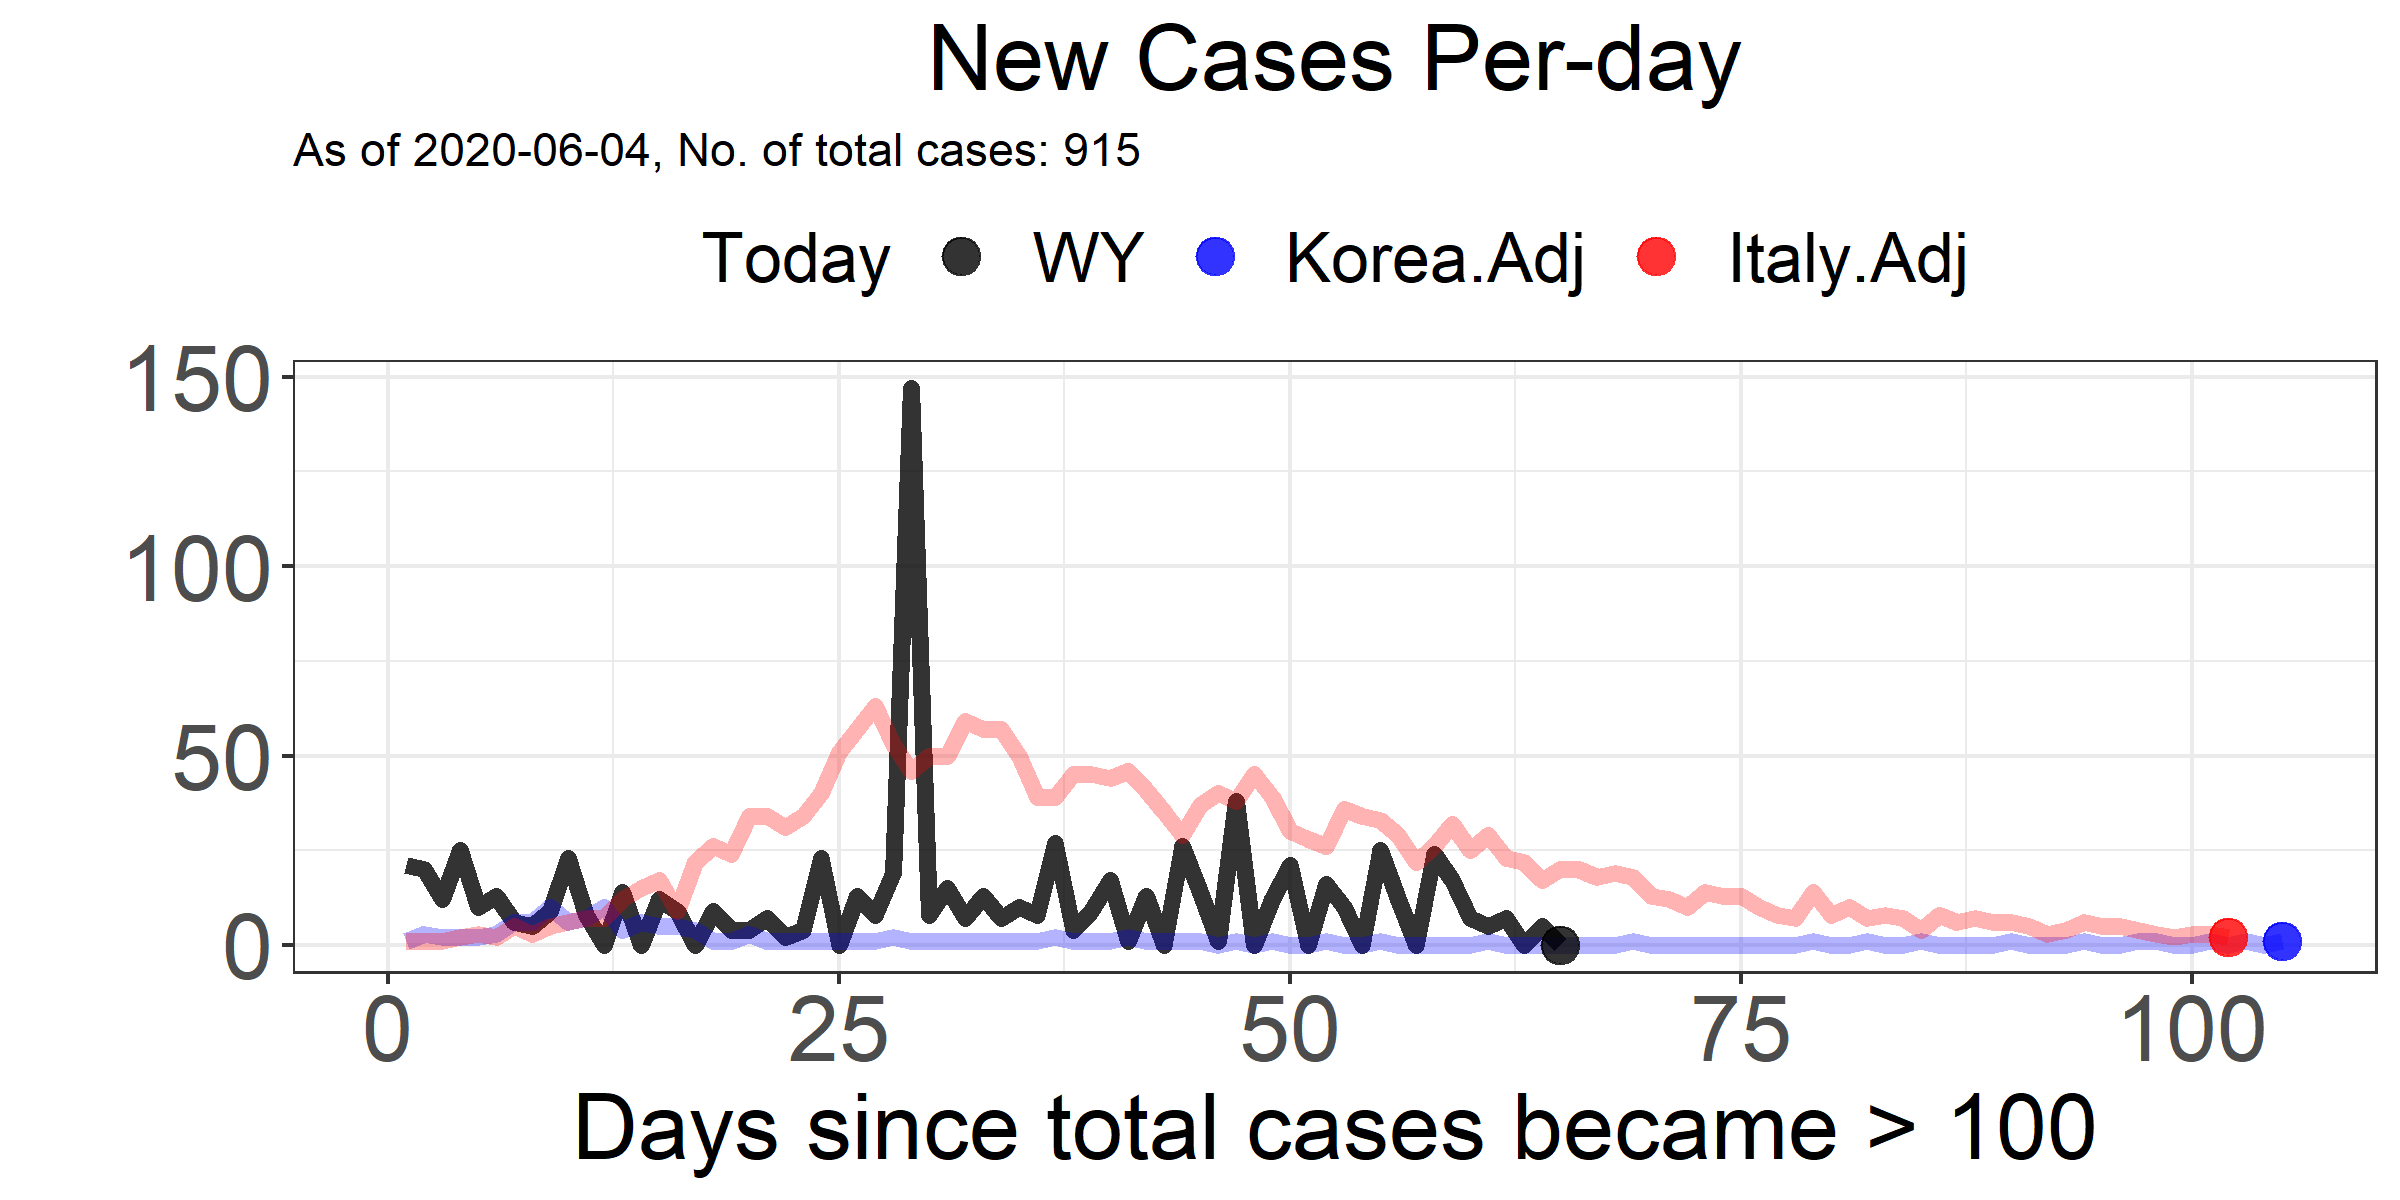 New Cases Per-day
As of 2020-06-04, No. of total cases: 915
Today WY Korea.Adj Italy.Adj
150
100
50
0
0 25 50 75 100
Days since total cases became > 100